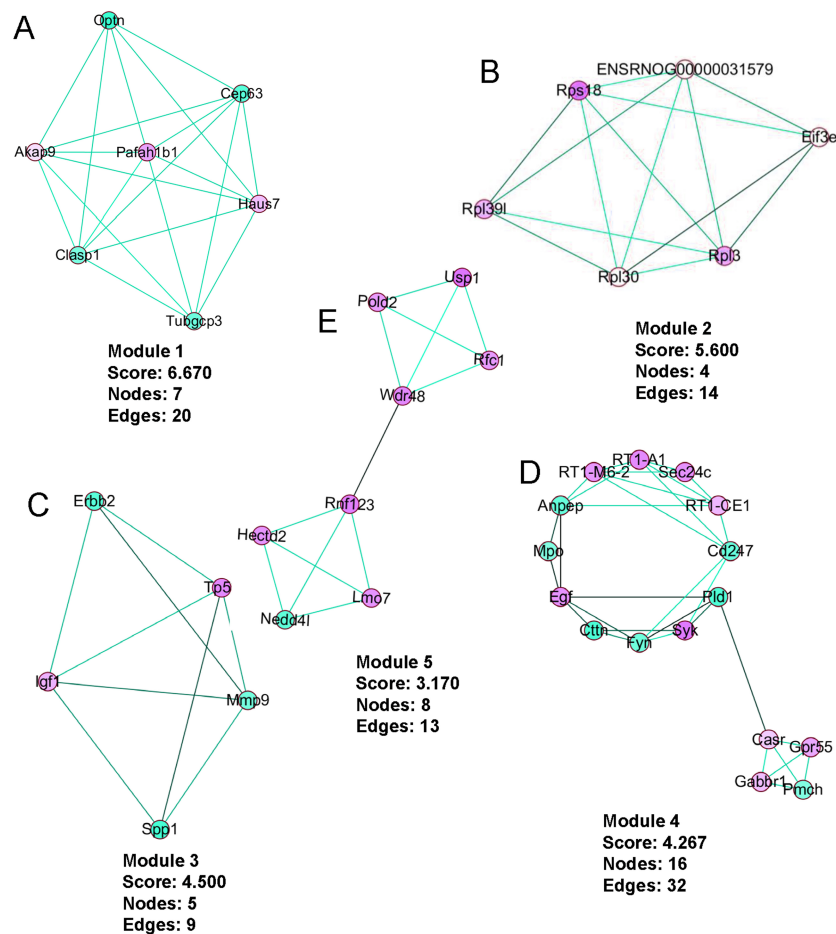 A
Optn
Cep63
Akap9
Pafah1b1
Haus7
Clasp1
Tubgcp3
Module 1
Score: 6.670
Nodes: 7
Edges: 20
B
ENSRNOG00000031579
Rps18
Eif3e
Rpl39l
Rpl3
Rpl30
Module 2
Score: 5.600
Nodes: 4
Edges: 14
E
Usp1
Pold2
Rfc1
Wdr48
Rnf123
Hectd2
Lmo7
Nedd4l
Module 5
Score: 3.170
Nodes: 8
Edges: 13
C
Erbb2
Tp5
Igf1
Mmp9
Spp1
Module 3
Score: 4.500
Nodes: 5
Edges: 9
D
RT1-A1
RT1-M6-2
Sec24c
Anpep
RT1-CE1
Mpo
Cd247
Egf
Pld1
Cttn
Fyn
Syk
Casr
Gpr55
Gabbr1
Pmch
Module 4
Score: 4.267
Nodes: 16
Edges: 32